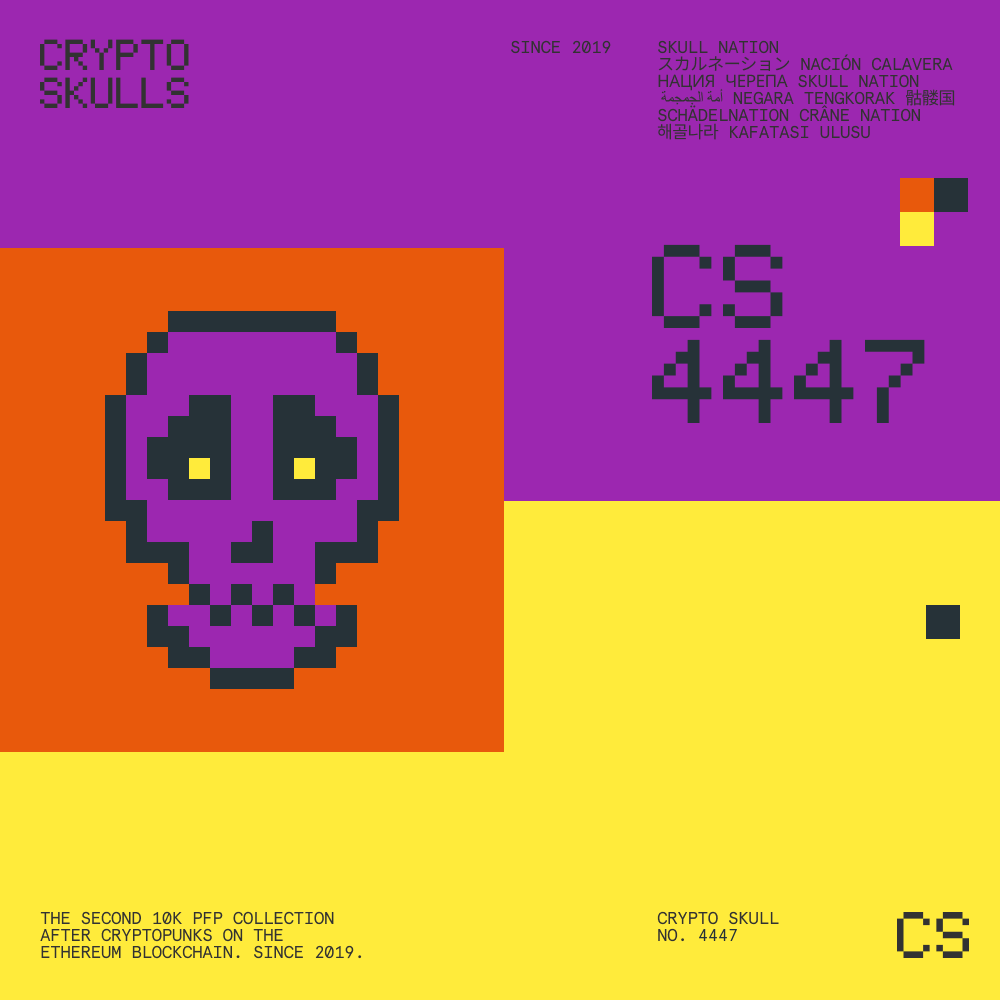 CRYPTO
SKULLS
SINCE 2019
SKULL NATION
スカルネーション NACIÓN CALAVERA
НАЦИЯ ЧЕРЕПА SKULL NATION
أمة الجمجمة NEGARA TENGKORAK 骷髅国
SCHÄDELNATION CRÂNE NATION
해골나라 KAFATASI ULUSU
CS
4447
THE SECOND 10K PFP COLLECTION
AFTER CRYPTOPUNKS ON THE
ETHEREUM BLOCKCHAIN. SINCE 2019.
CRYPTO SKULL
NO. 4447
CS